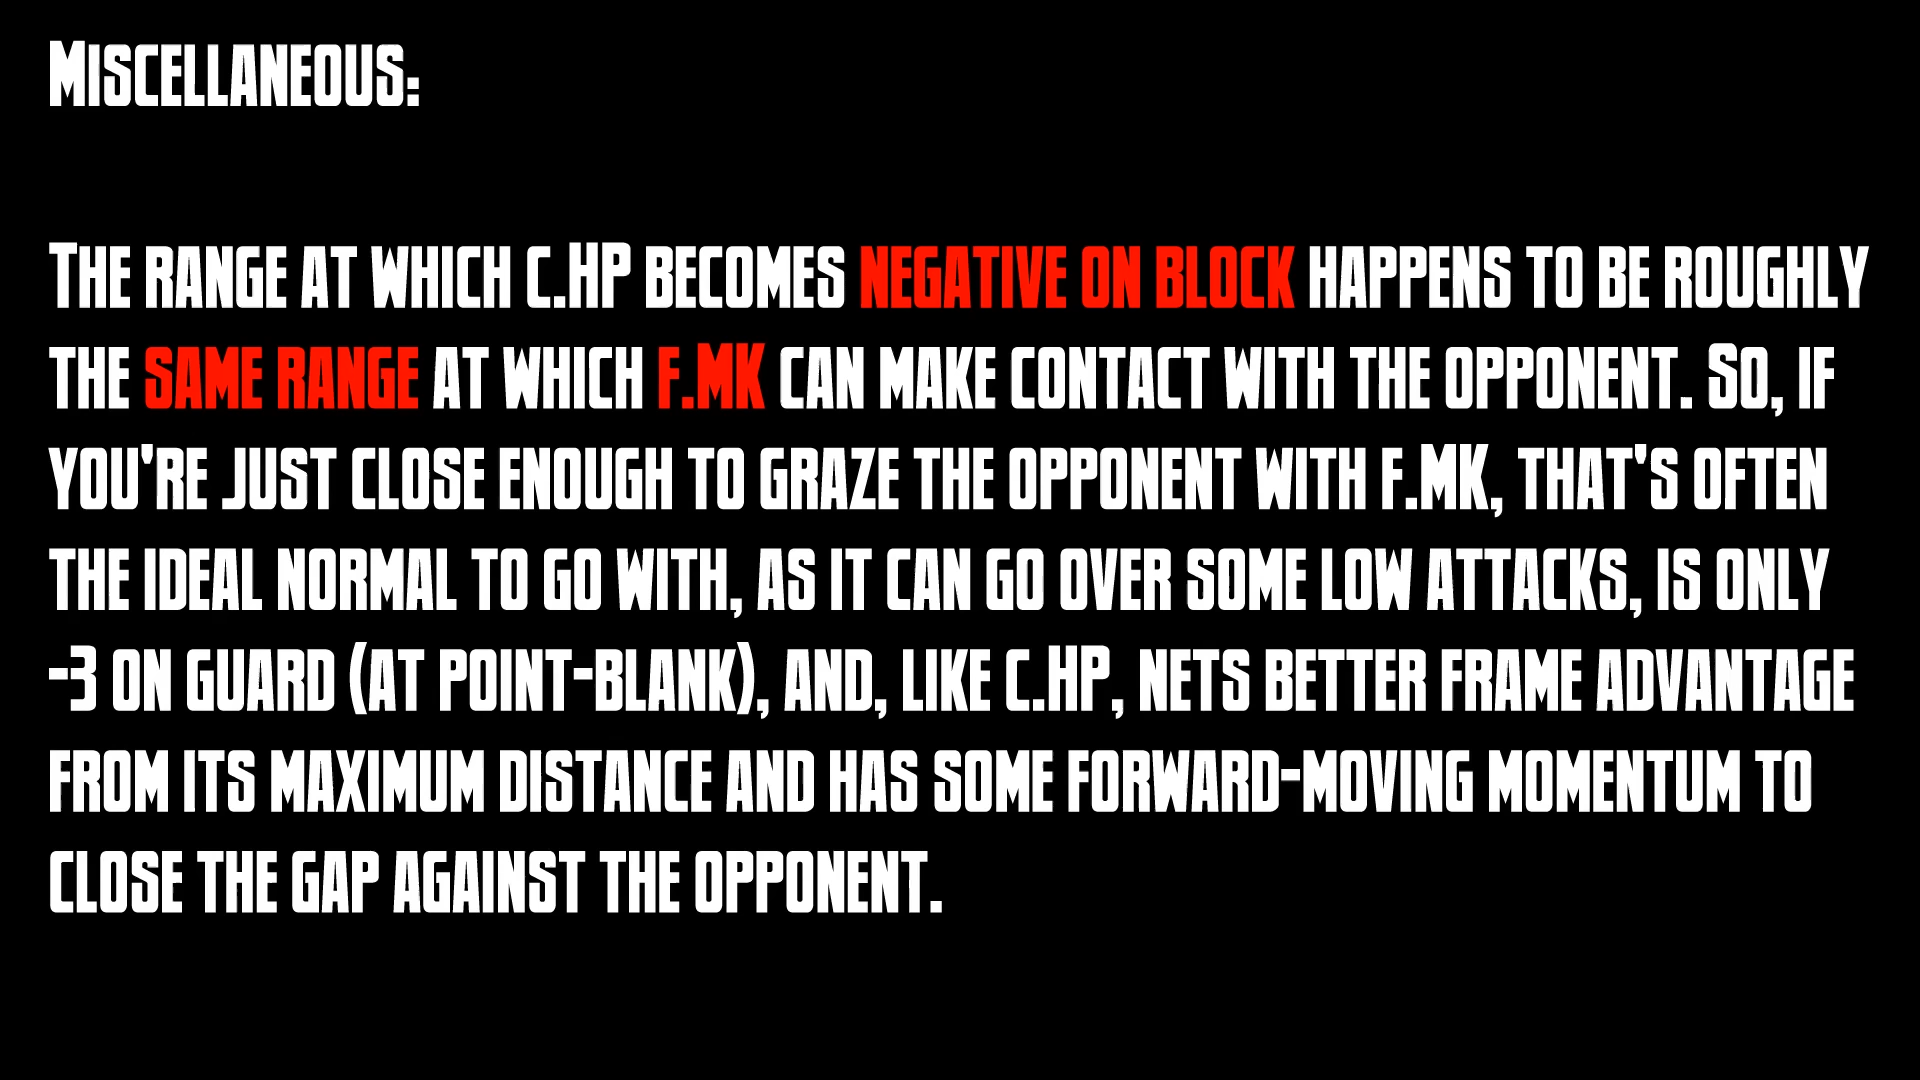 Miscellaneous:
The range at which c.HP becomes negative on block happens to be roughly
the same range at which f.MK can make contact with the opponent. So, if
you're just close enough to graze the opponent with f.MK, that's often
the ideal normal to go with, as it can go over some low attacks, is only
-3 on guard (at point-blank), and, like c.HP, nets better frame advantage
from its maximum distance and has some forward-moving momentum to
close the gap against the opponent.